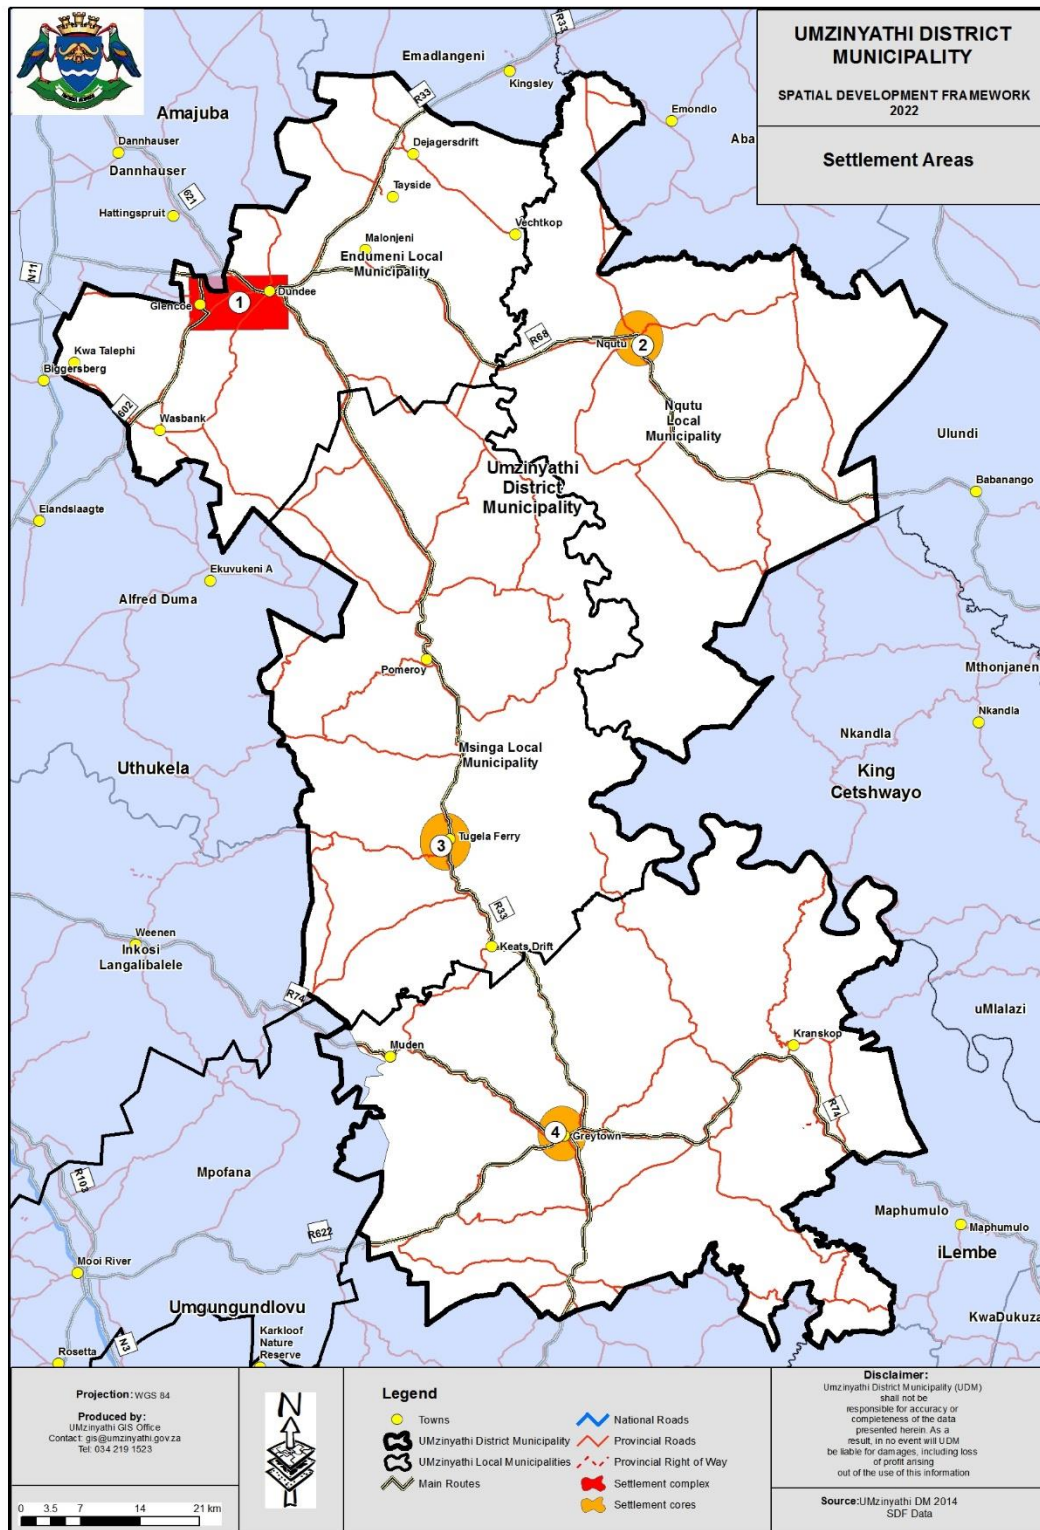 UMZINYATHI DISTRICT
MUNICIPALITY
SPATIAL DEVELOPMENT FRAMEWORK
2022
Settlement Areas
R33
Emadlangeni
Kingsley
Emondlo
Aba
Amajuba
R33
Dannhauser
Dannhauser
Dejagersdrift
621
Tayside
Hattingspruit
Vechtkop
Malonjeni
Endumeni Local
Municipality
N11
Dundee
Glencoe
1
R68
Nqutu
2
Kwa Talephi
Biggersberg
602
Wasbank
Nqutu
Local
Municipality
Ulundi
Umzinyathi
District
Municipality
Babanango
Elandslaagte
Ekuvukeni A
Alfred Duma
Pomeroy
Mthonjanen
Nkandla
Nkandla
Msinga Local
Municipality
Uthukela
King
Cetshwayo
Tugela Ferry
3
R33
Weenen
Inkosi
Langalibalele
Keats Drift
R74
uMlalazi
Kranskop
Muden
R74
4
Greytown
Mpofana
R103
R622
Maphumulo
Maphumulo
iLembe
Mooi River
Umgungundlovu
KwaDukuza
Karkloof
Nature
Reserve
N3
Rosetta
Projection: WGS 84
Produced by:
UMzinyathi GIS Office
Contact: gis@umzinyathi.gov.za
Tel: 034 219 1523
0 3.5 7 14 21 km
N
Legend
Towns
UMzinyathi District Municipality
UMzinyathi Local Municipalities
Main Routes
National Roads
Provincial Roads
Provincial Right of Way
Settlement complex
Settlement cores
Disclaimer:
Umzinyathi District Municipality (UDM)
shall not be
responsible for accuracy or
completeness of the data
presented herein. As a
result, in no event will UDM
be liable for damages, including loss
of profit arising
out of the use of this information
Source:UMzinyathi DM 2014
SDF Data